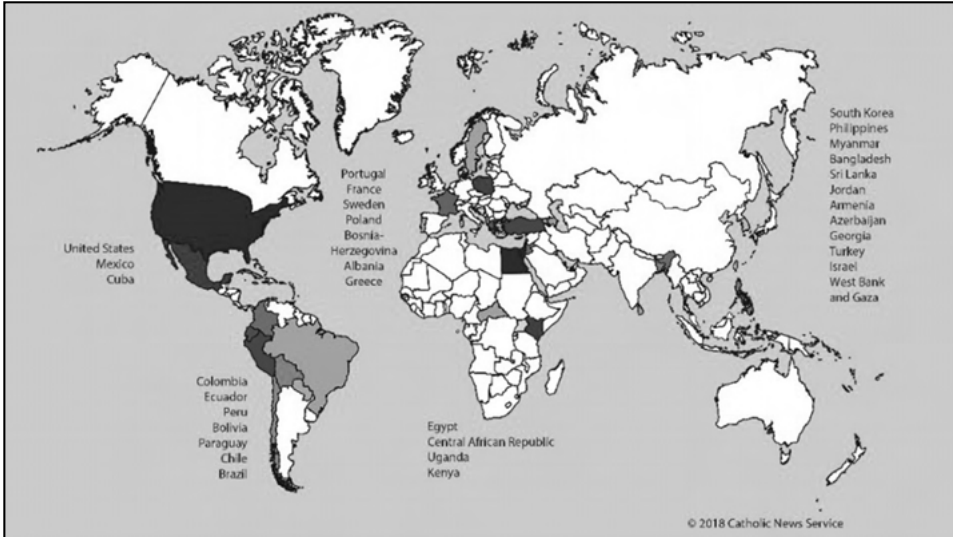 United States
Mexico
Cuba
Portugal
France
Sweden
Poland
Bosnia-
Herzegovina
Albania
Greece
South Korea
Philippines
Myanmar
Bangladesh
Sri Lanka
Jordan
Armenia
Azerbaijan
Georgia
Turkey
Israel
West Bank
and Gaza
Colombia
Ecuador
Peru
Bolivia
Paraguay
Chile
Brazil
Egypt
Central African Republic
Uganda
Kenya
© 2018 Catholic News Service